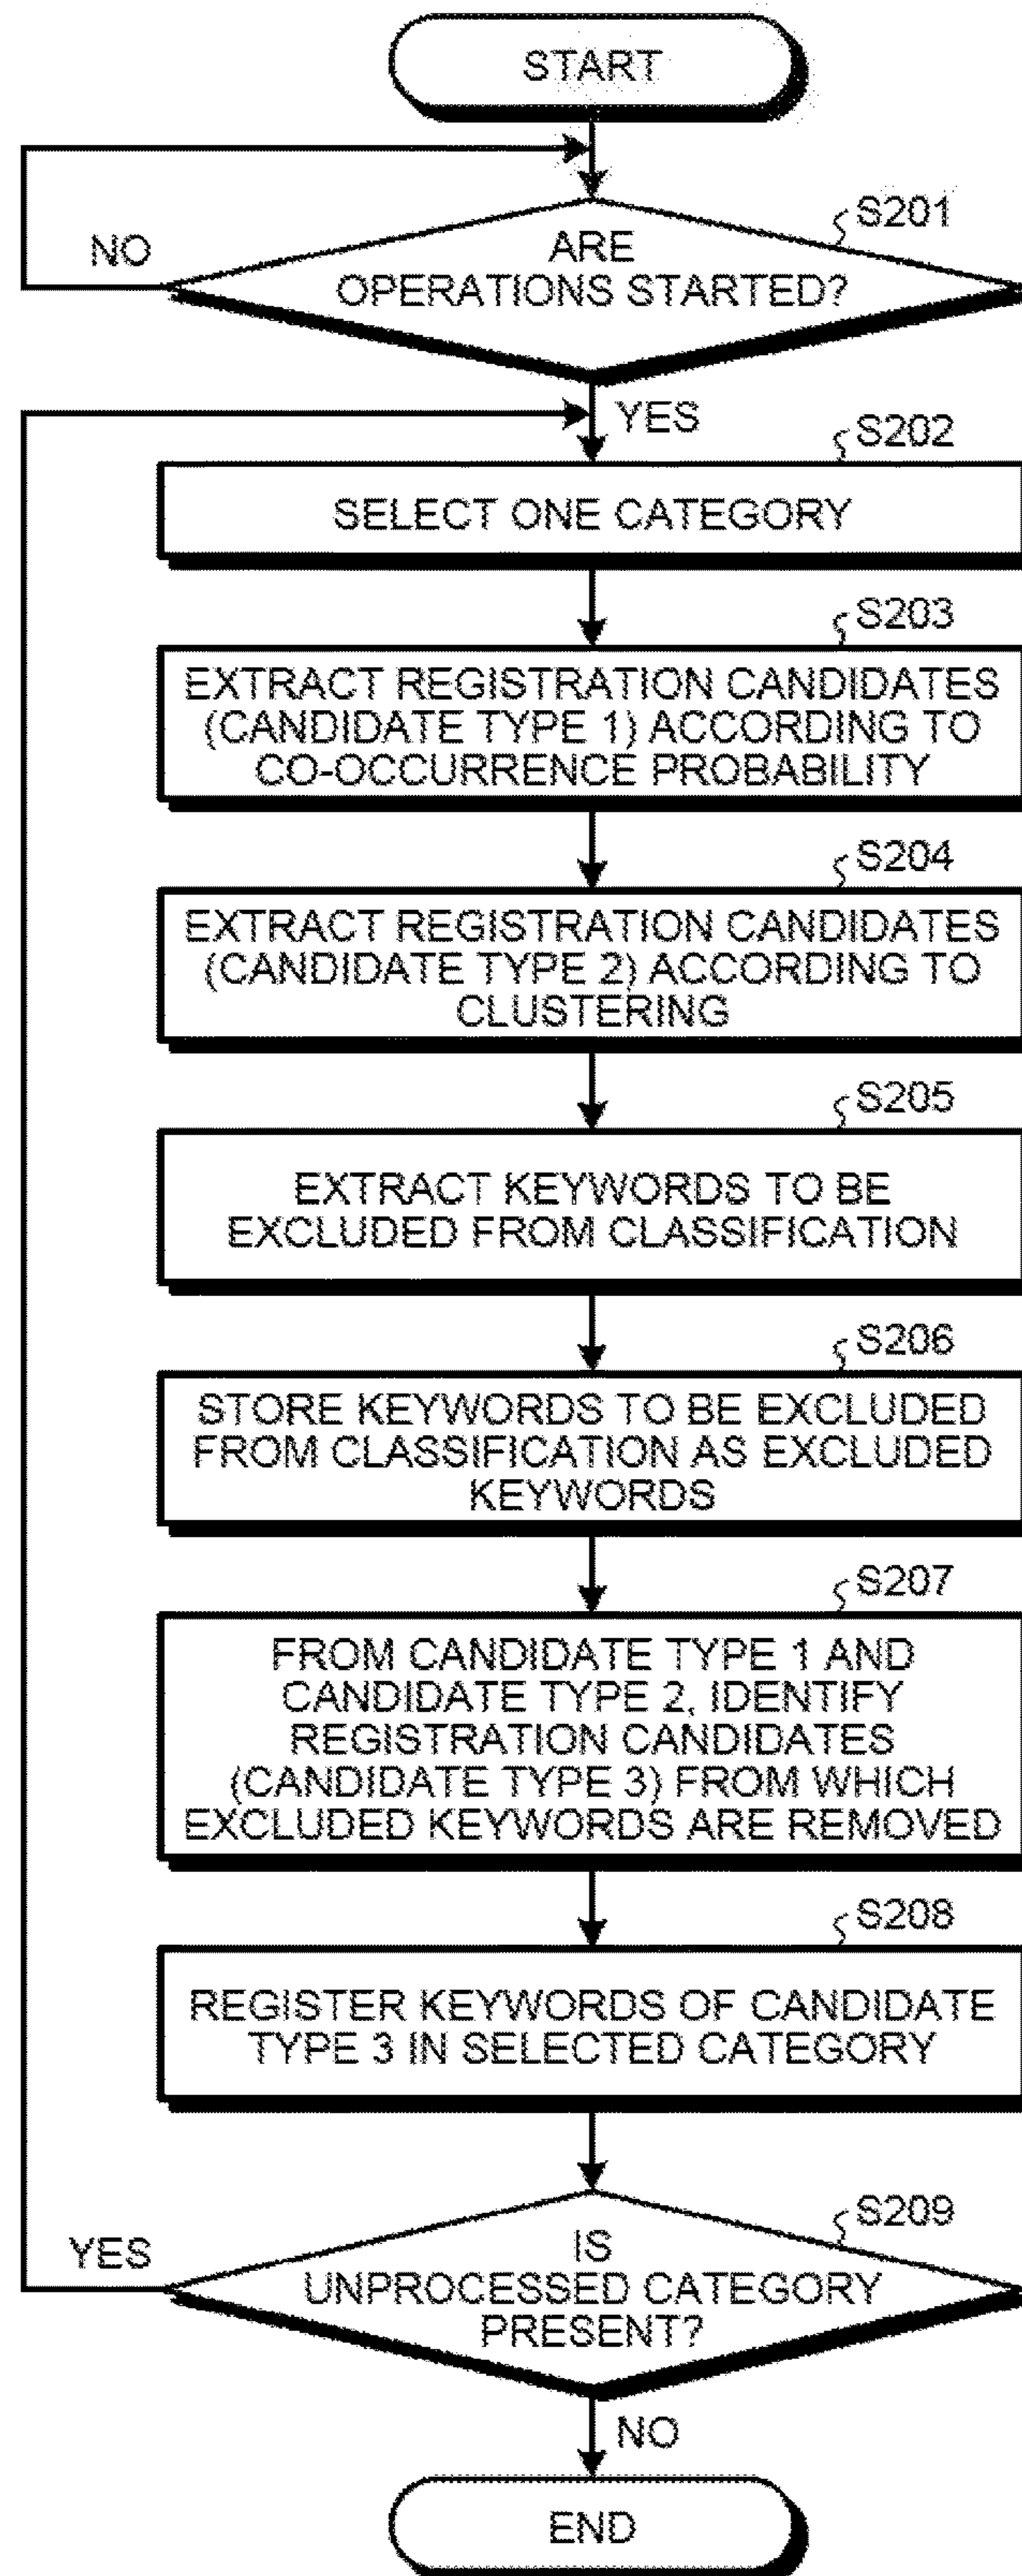 START
S201
NO
ARE
OPERATIONS STARTED?
YES
S202
SELECT ONE CATEGORY
S203
EXTRACT REGISTRATION CANDIDATES
(CANDIDATE TYPE 1) ACCORDING TO
CO-OCCURRENCE PROBABILITY
S204
EXTRACT REGISTRATION CANDIDATES
(CANDIDATE TYPE 2) ACCORDING TO
CLUSTERING
S205
EXTRACT KEYWORDS TO BE
EXCLUDED FROM CLASSIFICATION
S206
STORE KEYWORDS TO BE EXCLUDED
FROM CLASSIFICATION AS EXCLUDED
KEYWORDS
S207
FROM CANDIDATE TYPE 1 AND
CANDIDATE TYPE 2, IDENTIFY
REGISTRATION CANDIDATES
(CANDIDATE TYPE 3) FROM WHICH
EXCLUDED KEYWORDS ARE REMOVED
S208
REGISTER KEYWORDS OF CANDIDATE
TYPE 3 IN SELECTED CATEGORY
S209
YES
IS
UNPROCESSED CATEGORY
PRESENT?
NO
END